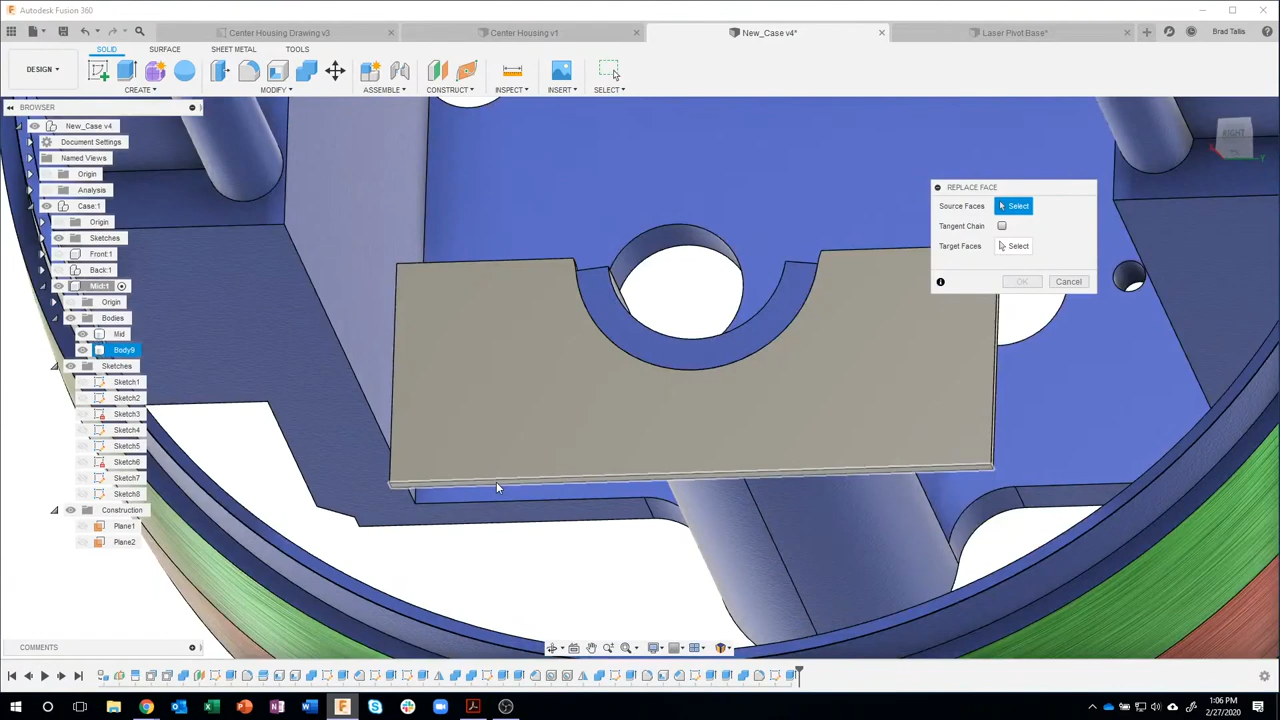 Autodesk Fusion 360
Center Housing Drawing v3
Center Housing v1
New_Case v4*
Laser Pivot Base*
Brad Tallis
DESIGN
SOLID
SURFACE
SHEET METAL
TOOLS
CREATE
MODIFY
ASSEMBLE
CONSTRUCT
INSPECT
INSERT
SELECT
BROWSER
New_Case v4
Document Settings
Named Views
Origin
Analysis
Case:1
Origin
Sketches
Front:1
Back:1
Mid:1
Origin
Bodies
Mid
Body9
Sketches
Sketch1
Sketch2
Sketch3
Sketch4
Sketch5
Sketch6
Sketch7
Sketch8
Construction
Plane1
Plane2
RIGHT
REPLACE FACE
Source Faces Select
Tangent Chain
Target Faces Select
OK Cancel
COMMENTS
1:06 PM
2/27/2020